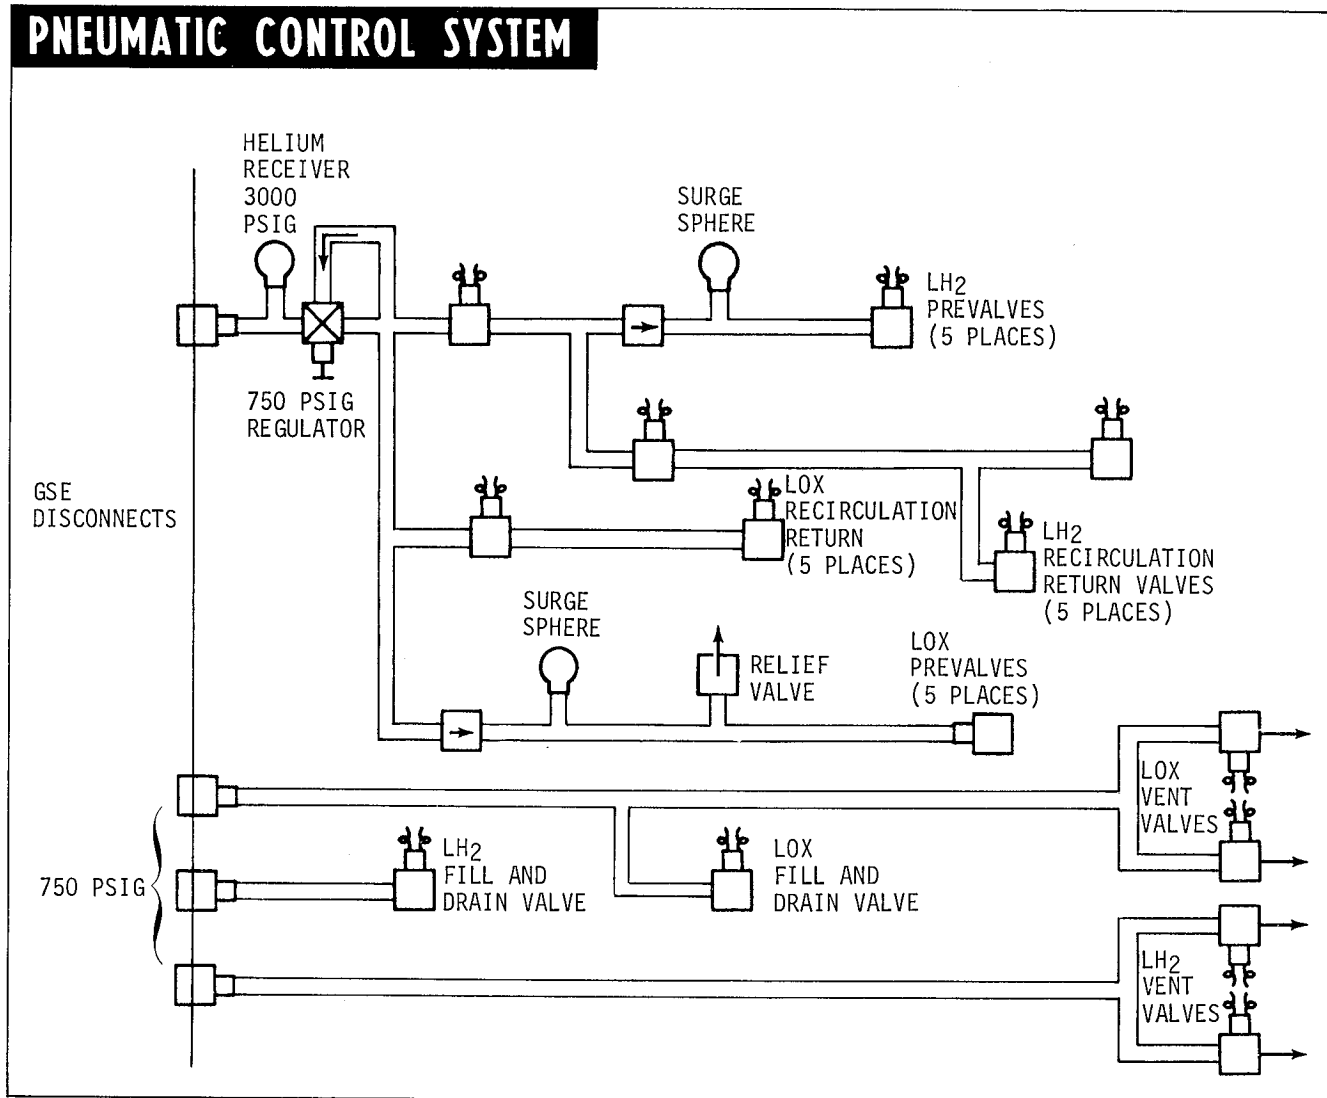 PNEUMATIC CONTROL SYSTEM
HELIUM
RECEIVER
3000
PSIG
SURGE
SPHERE
LH2
PREVALVES
(5 PLACES)
750 PSIG
REGULATOR
GSE
DISCONNECTS
LOX
RECIRCULATION
RETURN
(5 PLACES)
LH2
RECIRCULATION
RETURN VALVES
(5 PLACES)
SURGE
SPHERE
RELIEF
VALVE
LOX
PREVALVES
(5 PLACES)
LOX
VENT
VALVES
750 PSIG
LH2
FILL AND
DRAIN VALVE
LOX
FILL AND
DRAIN VALVE
LH2
VENT
VALVES